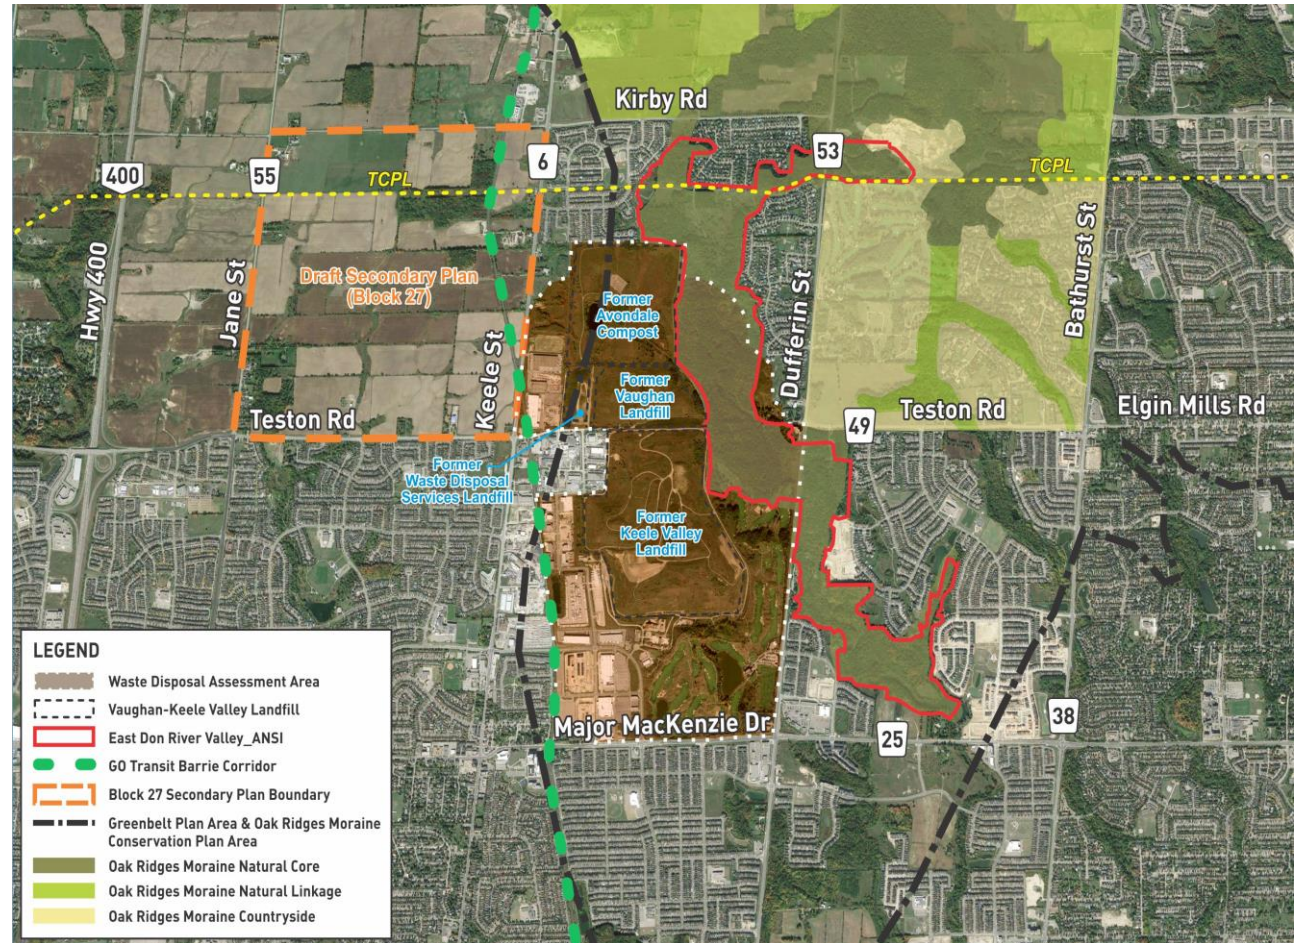 Kirby Rd
400
55
6
53
TCPL
TCPL
Hwy 400
Jane St
Draft Secondary Plan
(Block 27)
Keele St
Former
Avondale
Compost
Dufferin St
Bathurst St
Former
Vaughan
Landfill
Teston Rd
49
Teston Rd
Elgin Mills Rd
Former
Waste Disposal
Services Landfill
Former
Keele Valley
Landfill
Major MacKenzie Dr
25
38
LEGEND
Waste Disposal Assessment Area
Vaughan-Keele Valley Landfill
East Don River Valley_ANSI
GO Transit Barrie Corridor
Block 27 Secondary Plan Boundary
Greenbelt Plan Area & Oak Ridges Moraine
Conservation Plan Area
Oak Ridges Moraine Natural Core
Oak Ridges Moraine Natural Linkage
Oak Ridges Moraine Countryside